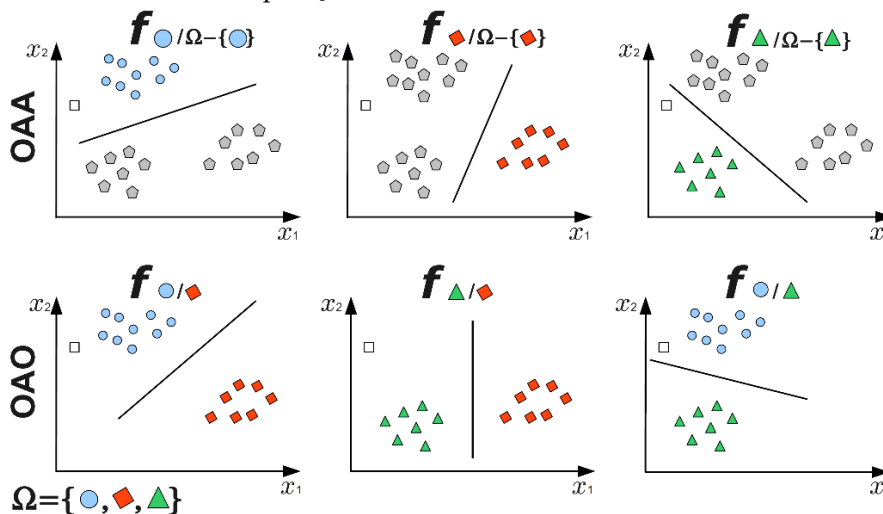 f ○/Ω−{○}
f ◆/Ω−{◆}
f ▲/Ω−{▲}
OAA
x2
x2
x2
x1
x1
x
f ○/◆
f ▲/◆
f ○/▲
OAO
x2
x2
x2
x1
x1
x
Ω={○,◆,▲}